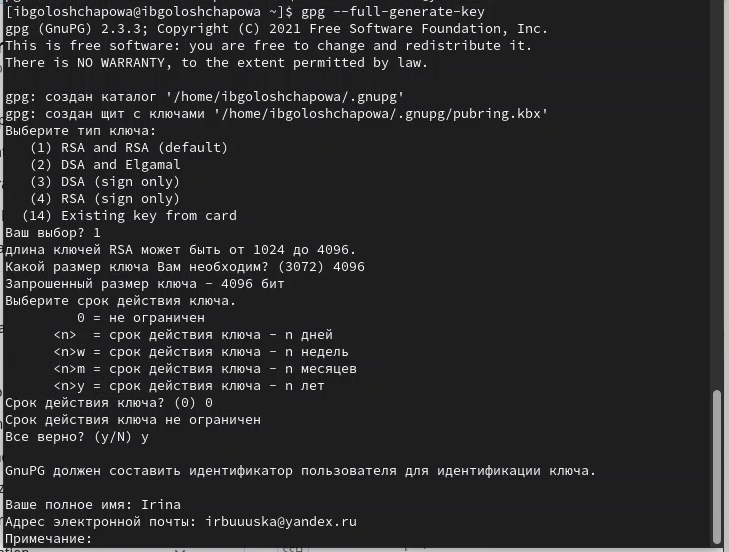 [ibgoloshchapowa@ibgoloshchapowa ~]$ gpg --full-generate-key
gpg (GnuPG) 2.3.3; Copyright (C) 2021 Free Software Foundation, Inc.
This is free software: you are free to change and redistribute it.
There is NO WARRANTY, to the extent permitted by law.
gpg: создан каталог '/home/ibgoloshchapowa/.gnupg'
gpg: создан щит с ключами '/home/ibgoloshchapowa/.gnupg/pubring.kbx'
Выберите тип ключа:
(1) RSA and RSA (default)
(2) DSA and Elgamal
(3) DSA (sign only)
(4) RSA (sign only)
(14) Existing key from card
Ваш выбор? 1
длина ключей RSA может быть от 1024 до 4096.
Какой размер ключа Вам необходим? (3072) 4096
Запрошенный размер ключа - 4096 бит
Выберите срок действия ключа.
0 = не ограничен
<n>  = срок действия ключа - n дней
<n>w = срок действия ключа - n недель
<n>m = срок действия ключа - n месяцев
<n>y = срок действия ключа - n лет
Срок действия ключа? (0) 0
Срок действия ключа не ограничен
Все верно? (y/N) y
GnuPG должен составить идентификатор пользователя для идентификации ключа.
Ваше полное имя: Irina
Адрес электронной почты: irbuuuska@yandex.ru
Примечание: